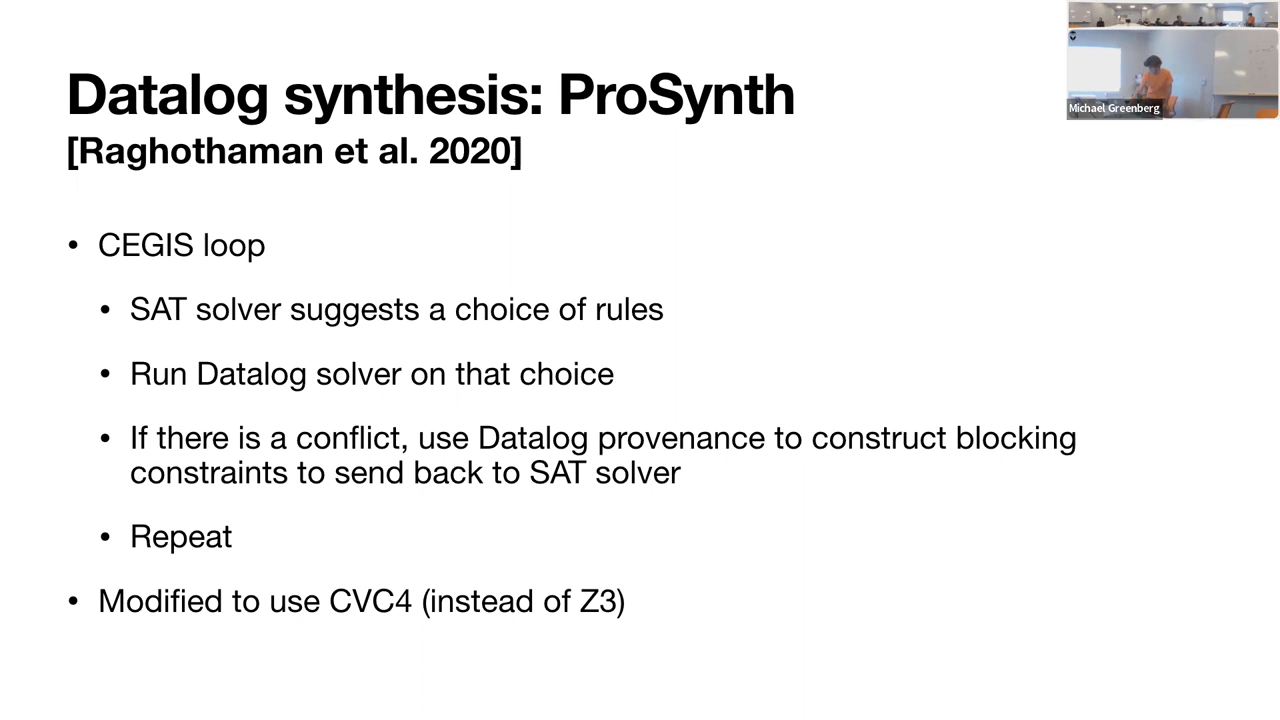 Datalog synthesis: ProSynth
[Raghothaman et al. 2020]
• CEGIS loop
• SAT solver suggests a choice of rules
• Run Datalog solver on that choice
• If there is a conflict, use Datalog provenance to construct blocking
constraints to send back to SAT solver
• Repeat
• Modified to use CVC4 (instead of Z3)
Michael Greenberg